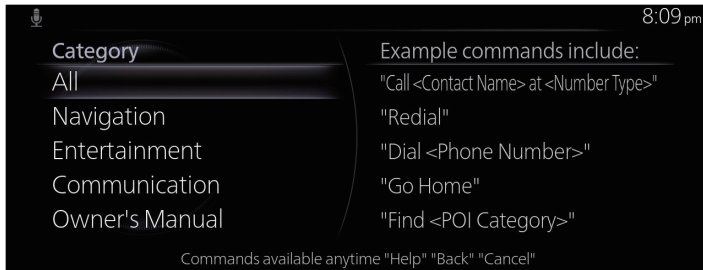 8:09 pm
Category
All
Navigation
Entertainment
Communication
Owner's Manual
Example commands include:
"Call <Contact Name> at <Number Type>"
"Redial"
"Dial <Phone Number>"
"Go Home"
"Find <POI Category>"
Commands available anytime "Help" "Back" "Cancel"